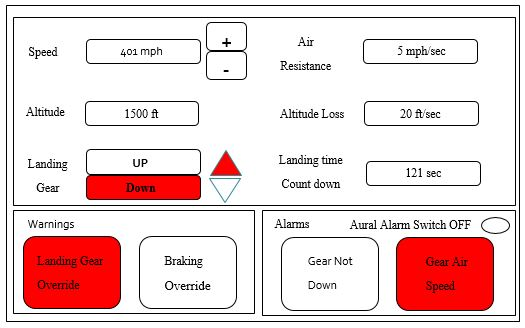 Speed 401 mph + Air Resistance 5 mph/sec
-
Altitude 1500 ft Altitude Loss 20 ft/sec
Landing Gear UP Landing time Count down 121 sec
Down
Warnings
Landing Gear Override
Braking Override
Alarms Aural Alarm Switch OFF
Gear Not Down
Gear Air Speed